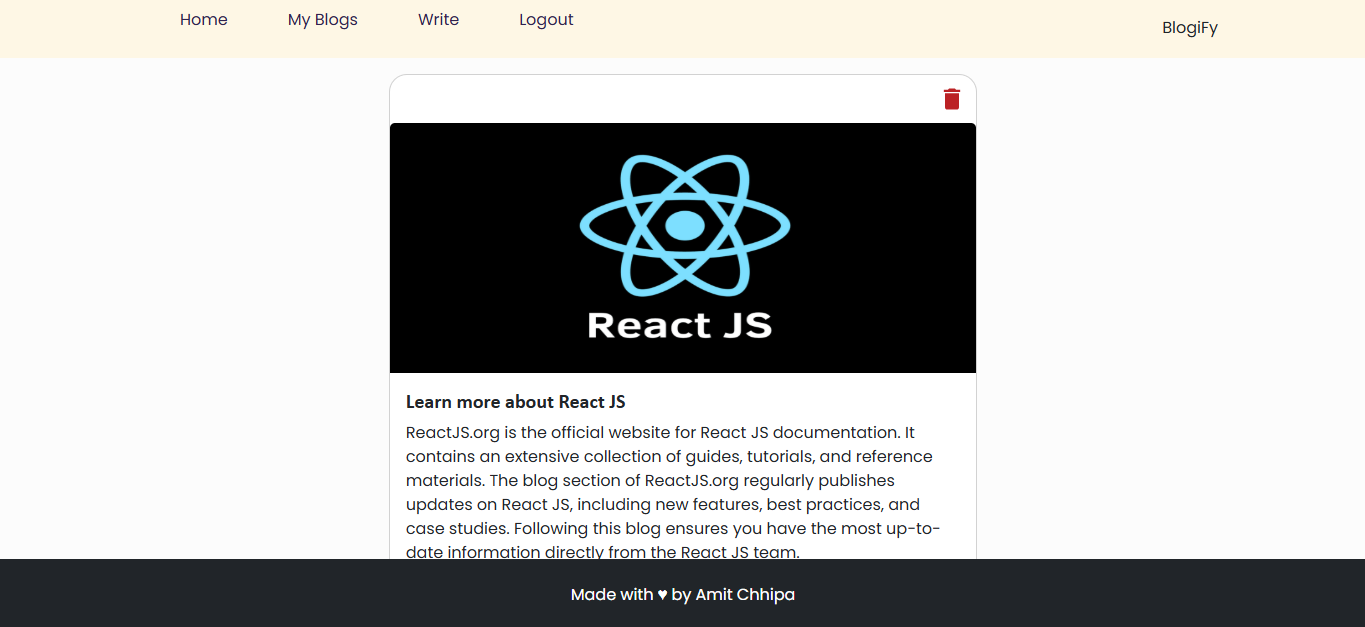 Home My Blogs Write Logout BlogiFy
React JS
Learn more about React JS
ReactJS.org is the official website for React JS documentation. It
contains an extensive collection of guides, tutorials, and reference
materials. The blog section of ReactJS.org regularly publishes
updates on React JS, including new features, best practices, and
case studies. Following this blog ensures you have the most up-to-
date information directly from the React JS team.
Made with ♥ by Amit Chhipa